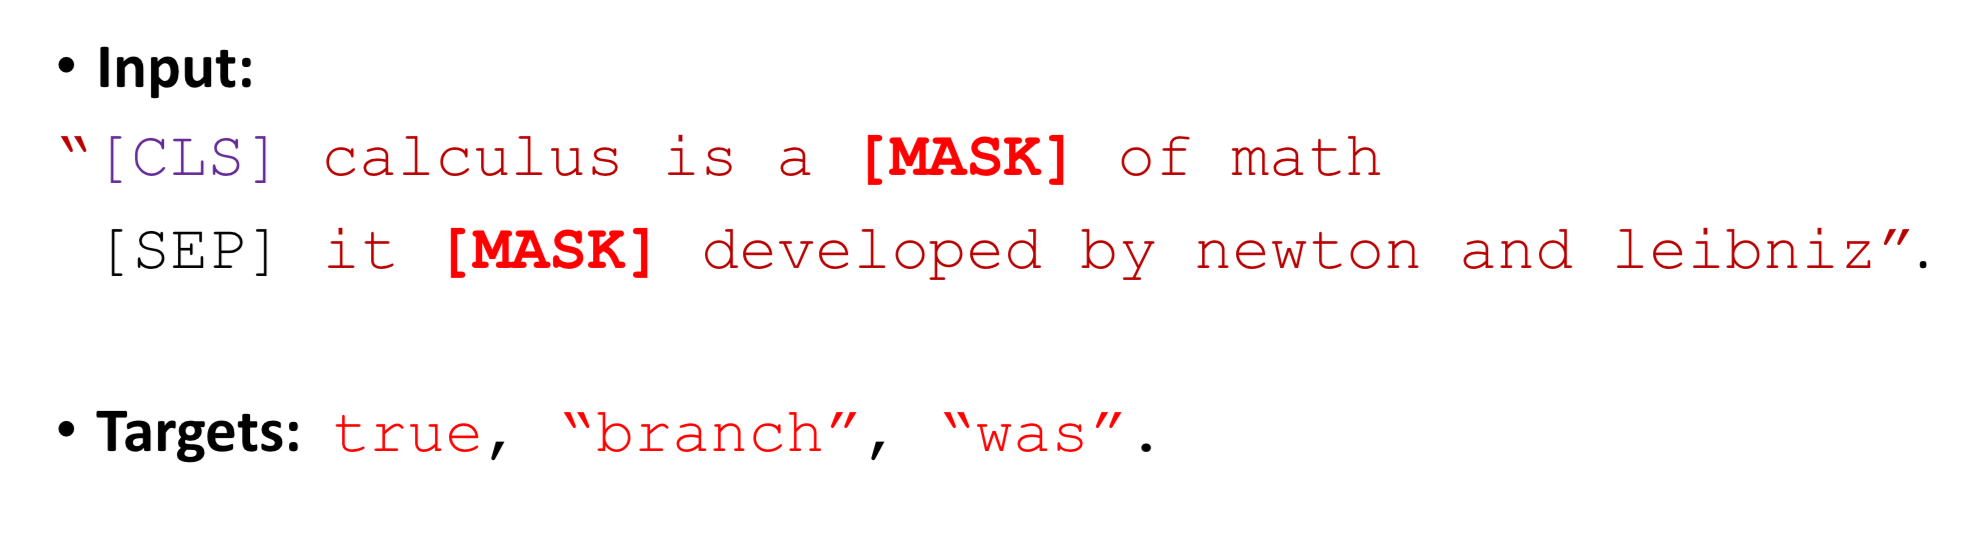 • Input:
“[CLS] calculus is a [MASK] of math
[SEP] it [MASK] developed by newton and leibniz”.
• Targets: true, “branch”, “was”.